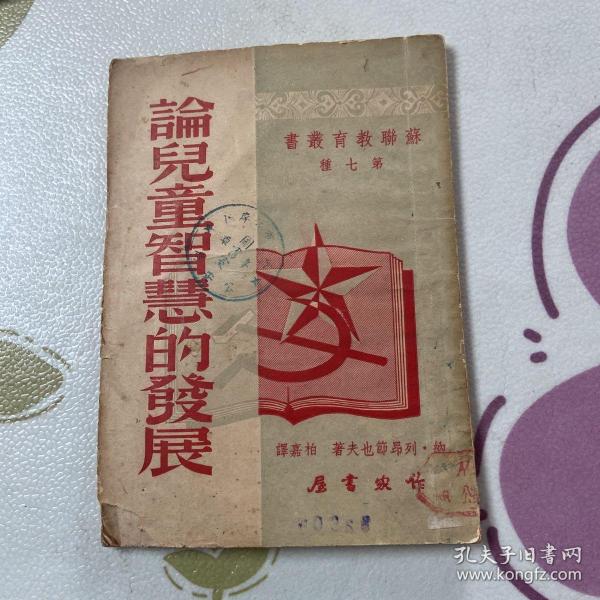 蘇聯教育叢書
第七種
論兒童智慧的發展
納·列昂節也夫著 柏嘉譯
作家書屋
孔夫子旧书网
www.kongfz.com